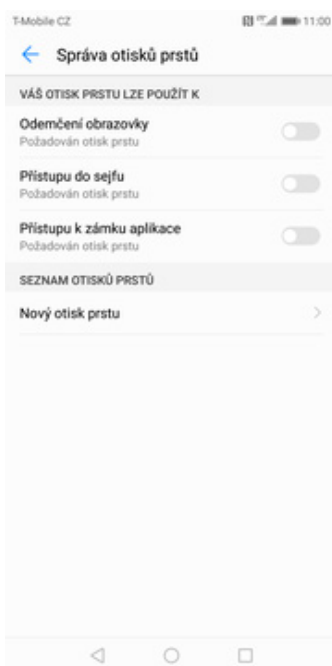 T-Mobile CZ 11:00
Správa otisků prstů
VÁŠ OTISK PRSTU LZE POUŽÍT K
Odemčení obrazovky
Požadován otisk prstu
Přístupu do sejfu
Požadován otisk prstu
Přístupu k zámku aplikace
Požadován otisk prstu
SEZNAM OTISKŮ PRSTŮ
Nový otisk prstu